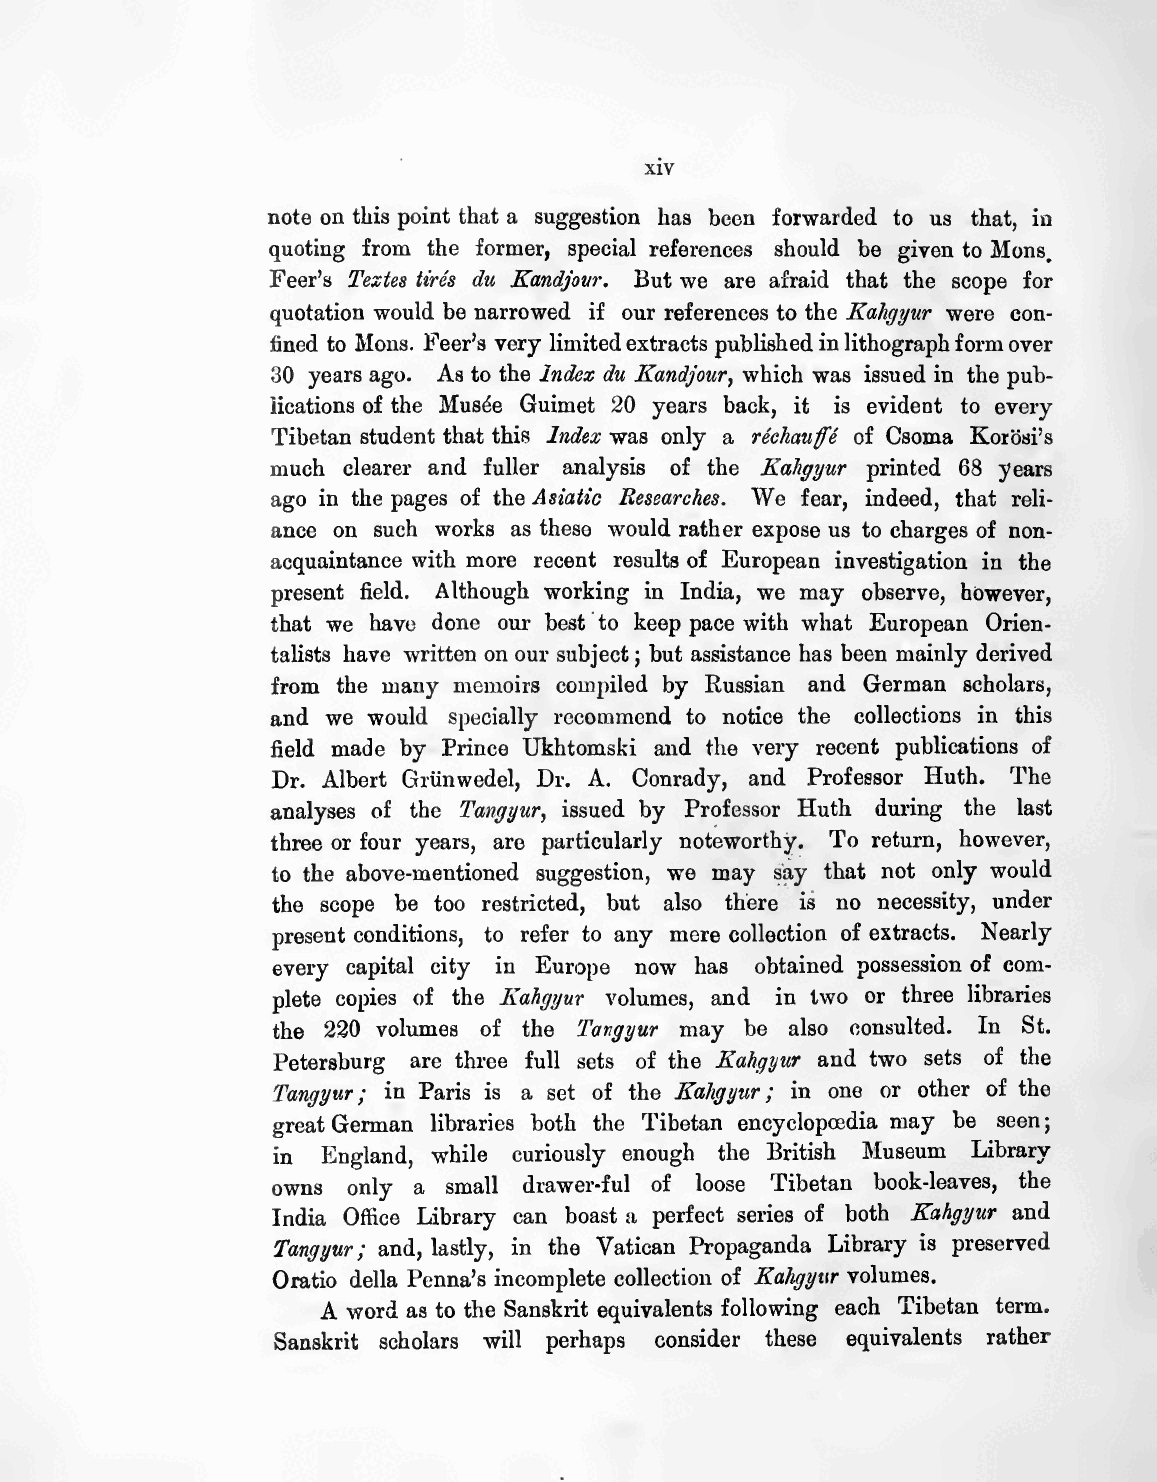 xiv
note on this point that a suggestion has been forwarded to us that, in
quoting from the former, special references should be given to Mons.
Feer's Textes tirés du Kandjour. But we are afraid that the scope for
quotation would be narrowed if our references to the Kahgyur were con-
fined to Mons. Feer's very limited extracts published in lithograph form over
30 years ago. As to the Index du Kandjour, which was issued in the pub-
lications of the Musée Guimet 20 years back, it is evident to every
Tibetan student that this Index was only a réchauffé of Csoma Korösi's
much clearer and fuller analysis of the Kahgyur printed 68 years
ago in the pages of the Asiatic Researches. We fear, indeed, that reli-
ance on such works as these would rather expose us to charges of non-
acquaintance with more recent results of European investigation in the
present field. Although working in India, we may observe, however,
that we have done our best to keep pace with what European Orien-
talists have written on our subject; but assistance has been mainly derived
from the many memoirs compiled by Russian and German scholars,
and we would specially recommend to notice the collections in this
field made by Prince Ukhtomski and the very recent publications of
Dr. Albert Grünwedel, Dr. A. Conrady, and Professor Huth. The
analyses of the Tangyur, issued by Professor Huth during the last
three or four years, are particularly noteworthy. To return, however,
to the above-mentioned suggestion, we may say that not only would
the scope be too restricted, but also there is no necessity, under
present conditions, to refer to any mere collection of extracts. Nearly
every capital city in Europe now has obtained possession of com-
plete copies of the Kahgyur volumes, and in two or three libraries
the 220 volumes of the Tangyur may be also consulted. In St.
Petersburg are three full sets of the Kahgyur and two sets of the
Tangyur; in Paris is a set of the Kahgyur; in one or other of the
great German libraries both the Tibetan encyclopœdia may be seen;
in England, while curiously enough the British Museum Library
owns only a small drawer-ful of loose Tibetan book-leaves, the
India Office Library can boast a perfect series of both Kahgyur and
Tangyur; and, lastly, in the Vatican Propaganda Library is preserved
Oratio della Penna's incomplete collection of Kahgyur volumes.
A word as to the Sanskrit equivalents following each Tibetan term.
Sanskrit scholars will perhaps consider these equivalents rather